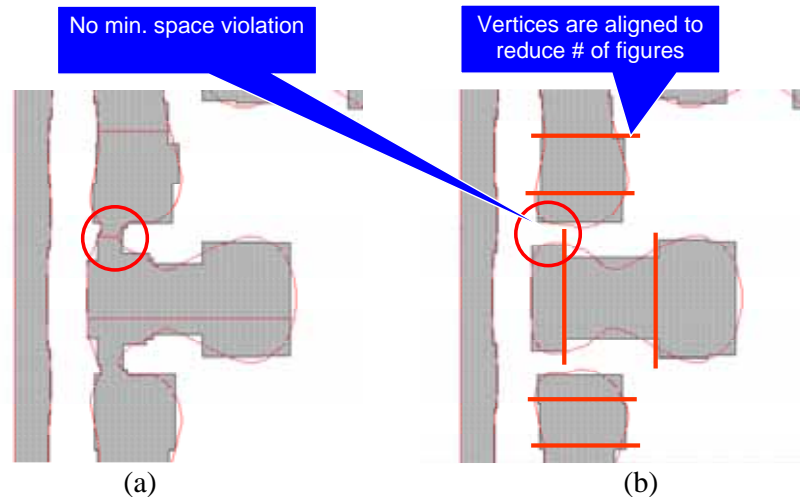 No min. space violation
Vertices are aligned to
reduce # of figures
(a)
(b)